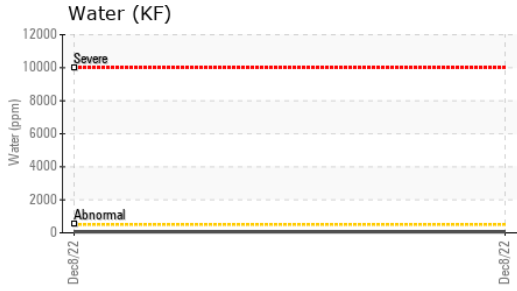 Water (KF)
12000
Severe
10000
8000
6000
4000
2000
Abnormal
0
Water (ppm)
Dec8/22
Dec8/22